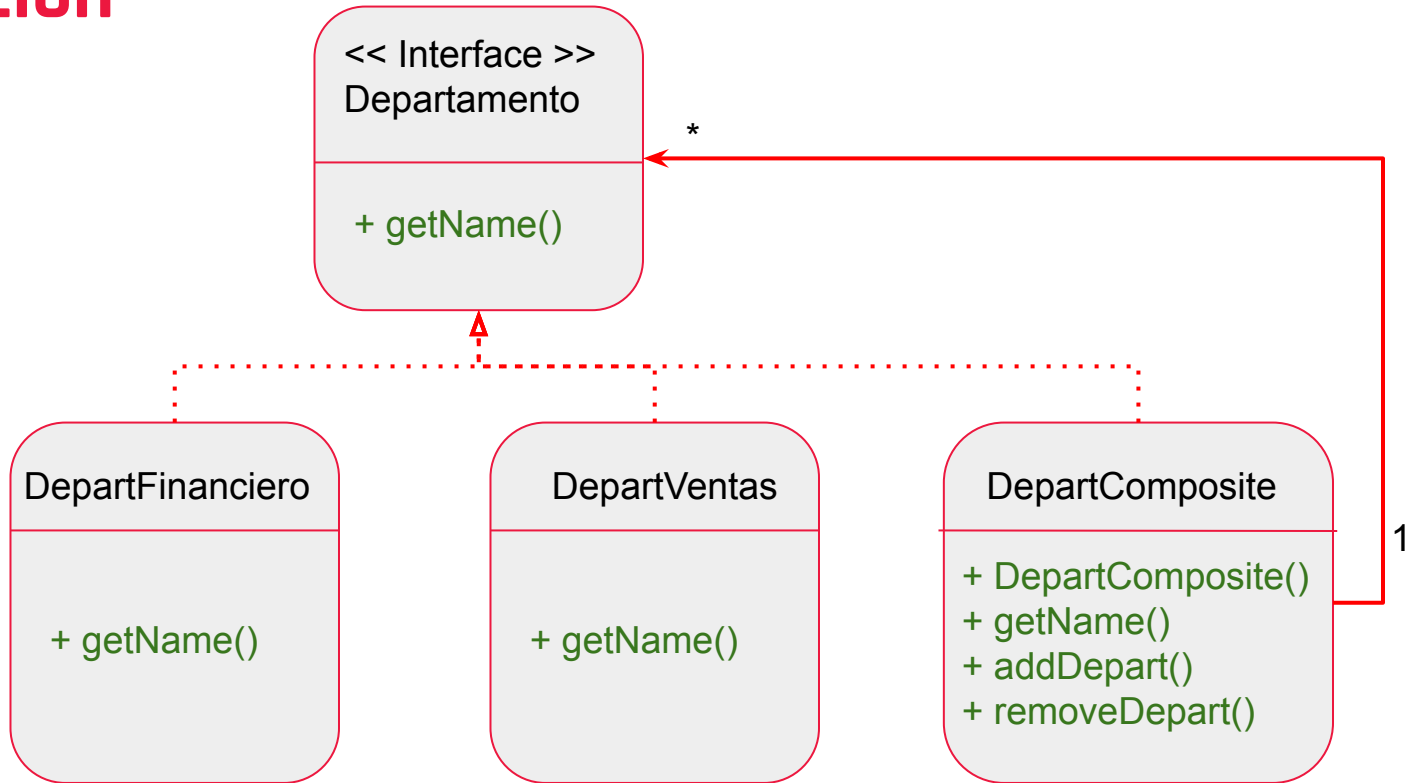 << Interface >>
Departamento
*
+ getName()
DepartFinanciero
DepartVentas
DepartComposite
1
+ getName()
+ getName()
+ DepartComposite()
+ getName()
+ addDepart()
+ removeDepart()